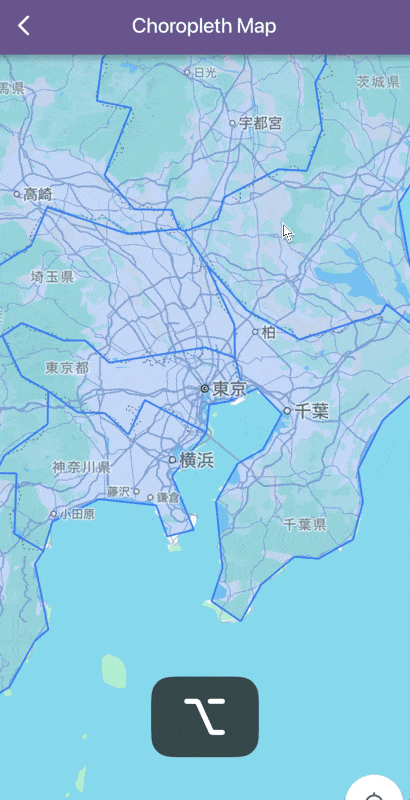 Choropleth Map
日光
馬県
茨城県
宇都宮
高崎
埼玉県
柏
東京都
東京
千葉
横浜
神奈川県
藤沢
鎌倉
小田原
千葉県